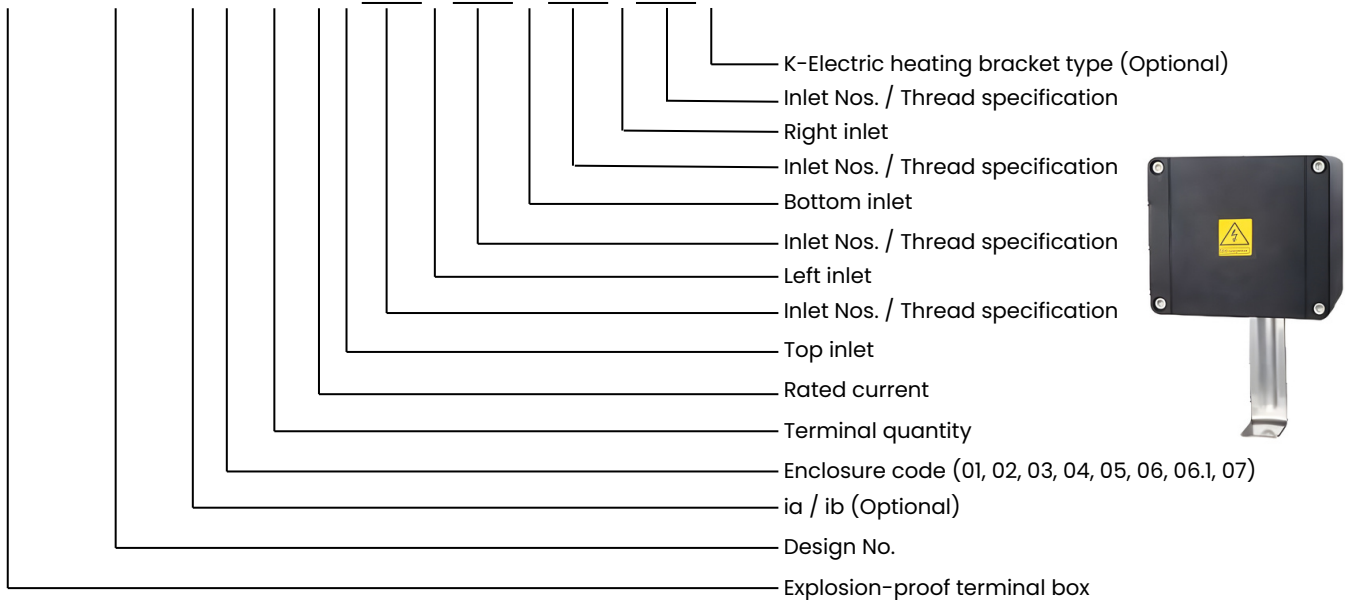 K-Electric heating bracket type (Optional)
Inlet Nos. / Thread specification
Right inlet
Inlet Nos. / Thread specification
Bottom inlet
Inlet Nos. / Thread specification
Left inlet
Inlet Nos. / Thread specification
Top inlet
Rated current
Terminal quantity
Enclosure code (01, 02, 03, 04, 05, 06, 06.1, 07)
ia / ib (Optional)
Design No.
Explosion-proof terminal box